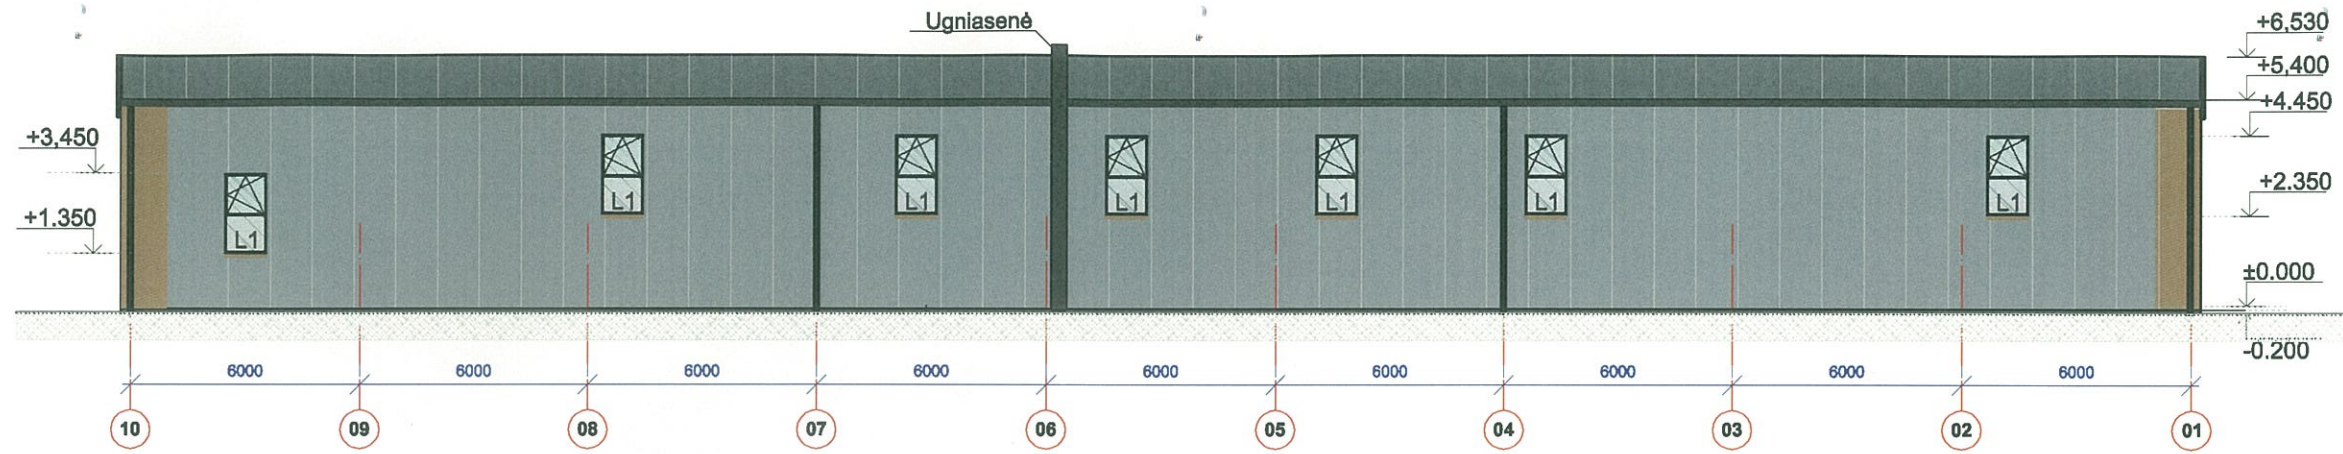 Ugniasenė
+6,530
+5,400
+4.450
+3,450
+2.350
+1.350
±0.000
-0.200
L1
L1
L1
L1
L1
L1
L1
6000 6000 6000 6000 6000 6000 6000 6000 6000
10 09 08 07 06 05 04 03 02 01